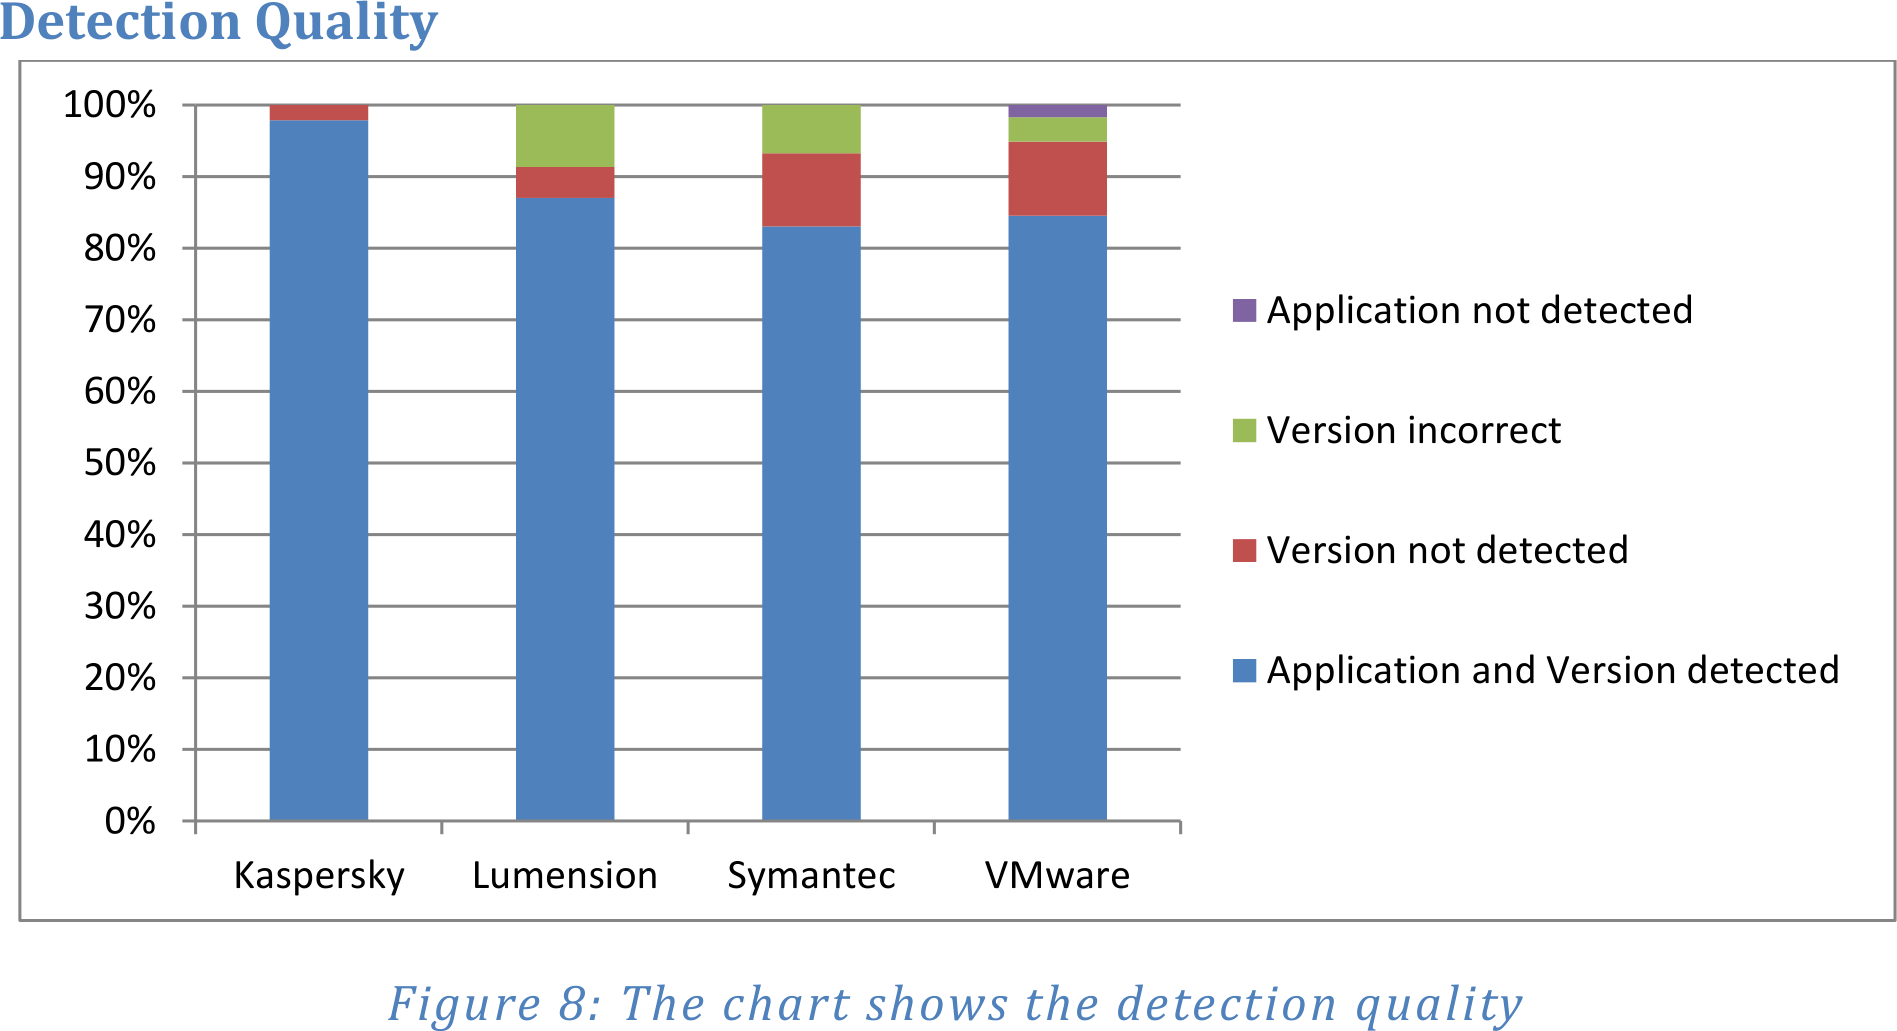 Detection Quality
100%
90%
80%
70%
60%
50%
40%
30%
20%
10%
0%
Kaspersky
Lumension
Symantec
VMware
Application not detected
Version incorrect
Version not detected
Application and Version detected
Figure 8: The chart shows the detection quality